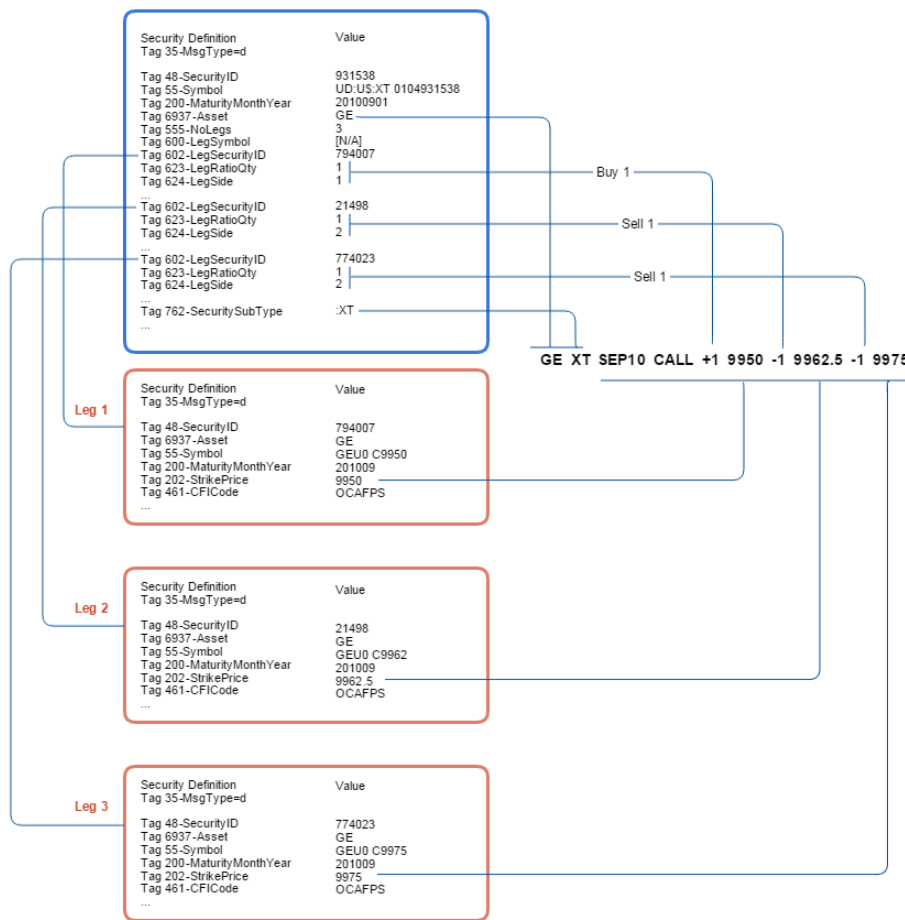 Security Definition Value
Tag 35-MsgType=d
Tag 48-SecurityID 931538
Tag 55-Symbol UD:U$:XT 0104931538
Tag 200-MaturityMonthYear 20100901
Tag 6937-Asset GE
Tag 555-NoLegs 3
Tag 600-LegSymbol [N/A]
Tag 602-LegSecurityID 794007
Tag 623-LegRatioQty 1
Tag 624-LegSide 1
...
Buy 1
Tag 602-LegSecurityID 21498
Tag 623-LegRatioQty 1
Tag 624-LegSide 2
...
Sell 1
Tag 602-LegSecurityID 774023
Tag 623-LegRatioQty 1
Tag 624-LegSide 2
...
Sell 1
Tag 762-SecuritySubType :XT
...
GE XT SEP10 CALL +1 9950 -1 9962.5 -1 9975
Leg 1
Security Definition Value
Tag 35-MsgType=d
Tag 48-SecurityID 794007
Tag 6937-Asset GE
Tag 55-Symbol GEU0 C9950
Tag 200-MaturityMonthYear 201009
Tag 202-StrikePrice 9950
Tag 461-CFICode OCAFPS
...
Leg 2
Security Definition Value
Tag 35-MsgType=d
Tag 48-SecurityID 21498
Tag 6937-Asset GE
Tag 55-Symbol GEU0 C9962
Tag 200-MaturityMonthYear 201009
Tag 202-StrikePrice 9962.5
Tag 461-CFICode OCAFPS
...
Leg 3
Security Definition Value
Tag 35-MsgType=d
Tag 48-SecurityID 774023
Tag 6937-Asset GE
Tag 55-Symbol GEU0 C9975
Tag 200-MaturityMonthYear 201009
Tag 202-StrikePrice 9975
Tag 461-CFICode OCAFPS
...